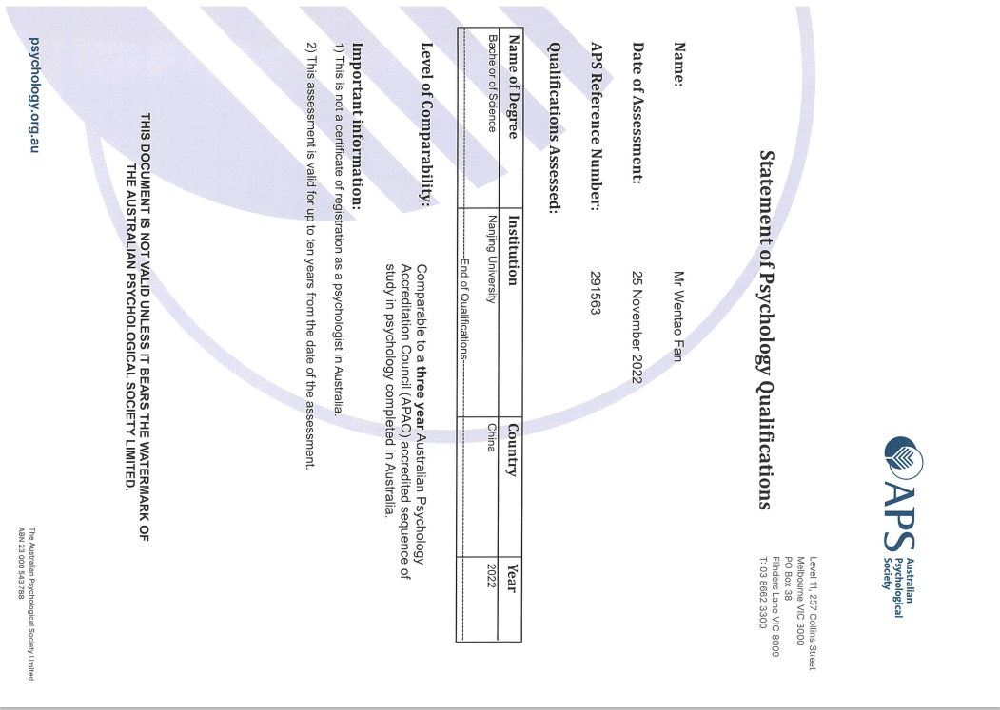 APS
Australian
Psychological
Society
Level 11, 257 Collins Street
Melbourne VIC 3000
PO Box 38
Flinders Lane VIC 8009
T: 03 8662 3300
Statement of Psychology Qualifications
Name: Mr Wentao Fan
Date of Assessment: 25 November 2022
APS Reference Number: 291563
Qualifications Assessed:
Name of Degree Institution Country Year
Bachelor of Science Nanjing University China 2022
End of Qualifications
Level of Comparability: Comparable to a three year Australian Psychology
Accreditation Council (APAC) accredited sequence of
study in psychology completed in Australia.
Important information:
1) This is not a certificate of registration as a psychologist in Australia.
2) This assessment is valid for up to ten years from the date of the assessment.
THIS DOCUMENT IS NOT VALID UNLESS IT BEARS THE WATERMARK OF
THE AUSTRALIAN PSYCHOLOGICAL SOCIETY LIMITED.
psychology.org.au
The Australian Psychological Society Limited
ABN 23 000 543 788